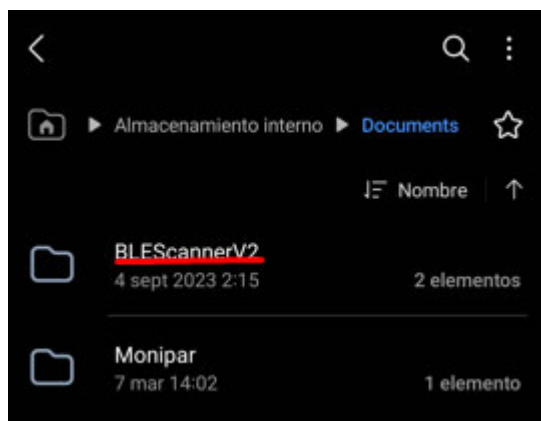 Almacenamiento interno Documents
Nombre
BLEScannerV2
4 sept 2023 2:15 2 elementos
Monipar
7 mar 14:02 1 elemento